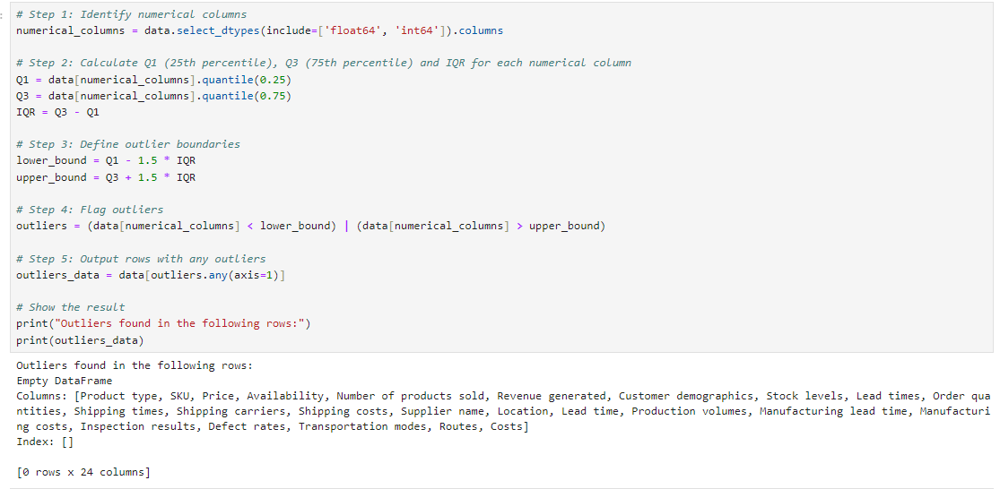 # Step 1: Identify numerical columns
numerical_columns = data.select_dtypes(include=['float64', 'int64']).columns
# Step 2: Calculate Q1 (25th percentile), Q3 (75th percentile) and IQR for each numerical column
Q1 = data[numerical_columns].quantile(0.25)
Q3 = data[numerical_columns].quantile(0.75)
IQR = Q3 - Q1
# Step 3: Define outlier boundaries
lower_bound = Q1 - 1.5 * IQR
upper_bound = Q3 + 1.5 * IQR
# Step 4: Flag outliers
outliers = (data[numerical_columns] < lower_bound) | (data[numerical_columns] > upper_bound)
# Step 5: Output rows with any outliers
outliers_data = data[outliers.any(axis=1)]
# Show the result
print("Outliers found in the following rows:")
print(outliers_data)
Outliers found in the following rows:
Empty DataFrame
Columns: [Product type, SKU, Price, Availability, Number of products sold, Revenue generated, Customer demographics, Stock levels, Lead times, Order qua
ntities, Shipping times, Shipping carriers, Shipping costs, Supplier name, Location, Lead time, Production volumes, Manufacturing lead time, Manufacturi
ng costs, Inspection results, Defect rates, Transportation modes, Routes, Costs]
Index: []
[0 rows x 24 columns]